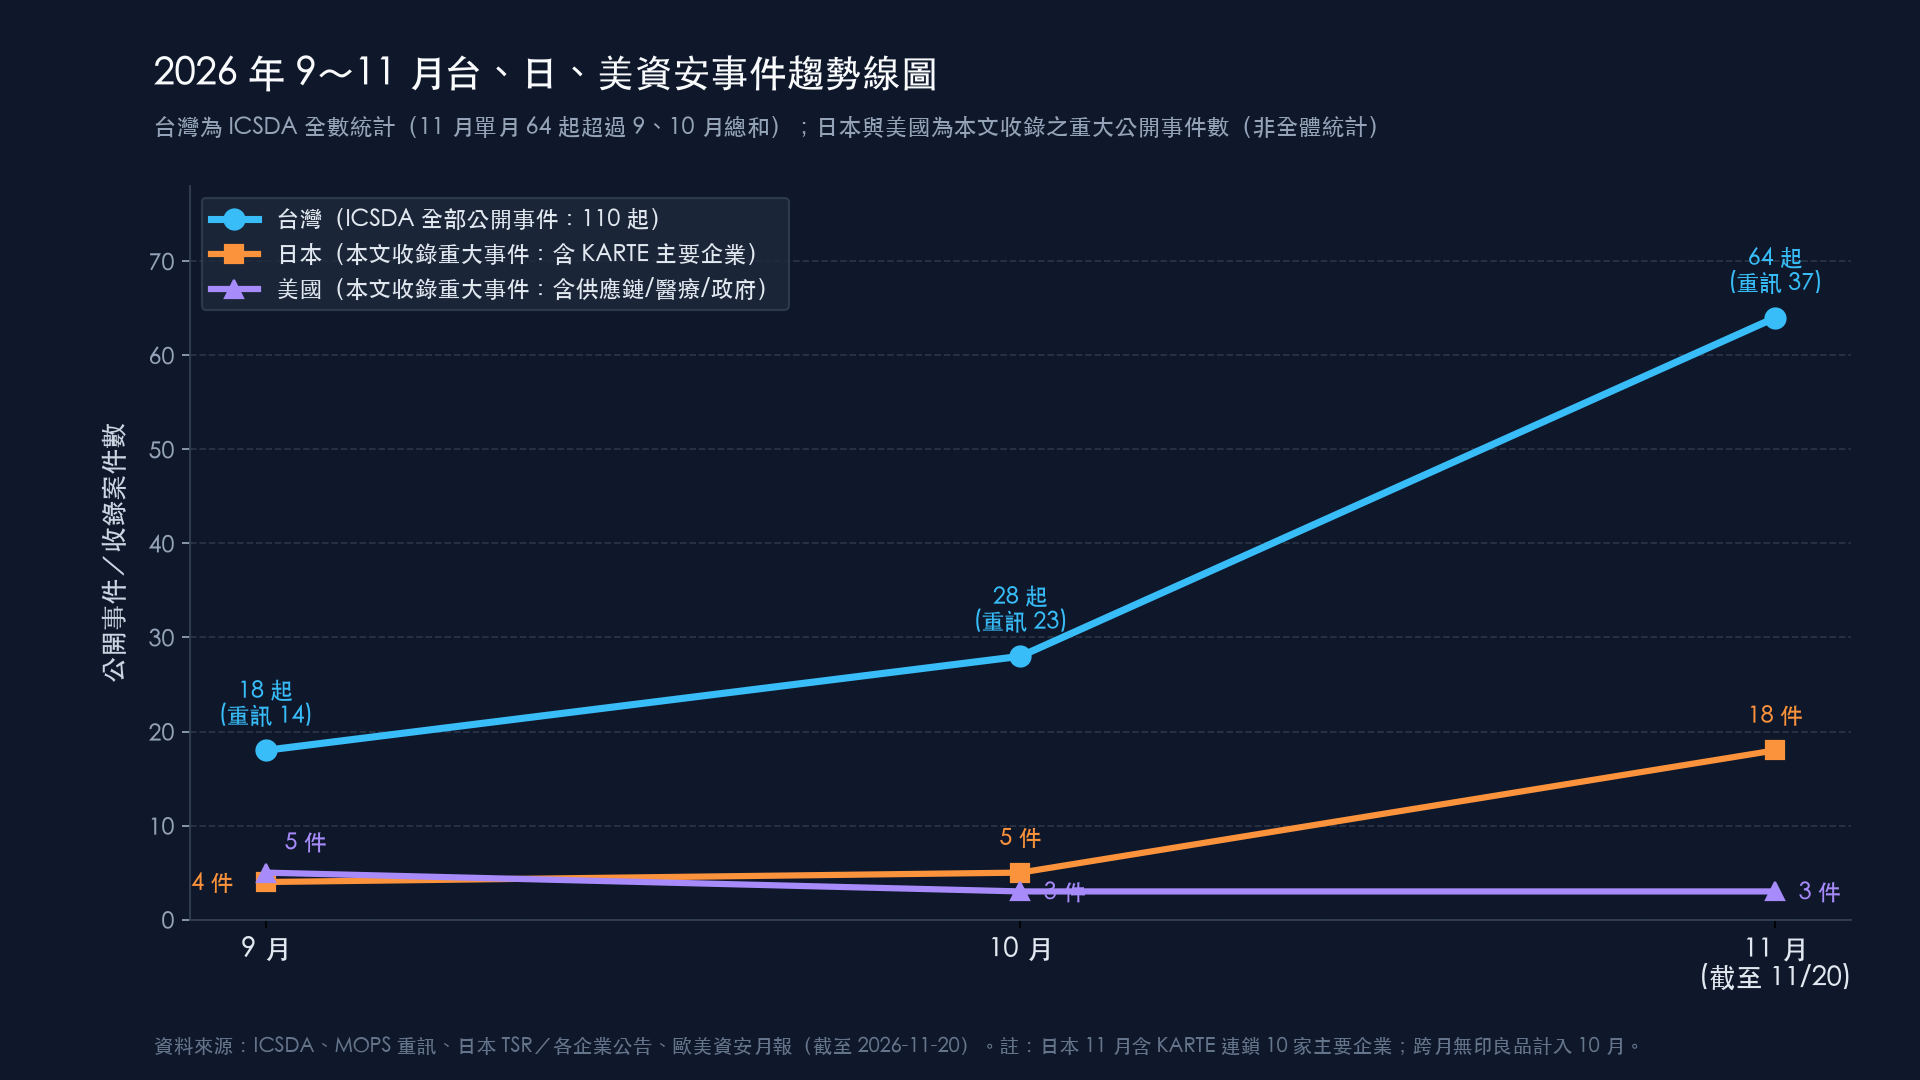 2026 年 9～11 月台、日、美資安事件趨勢線圖
台灣為 ICSDA 全數統計（11 月單月 64 起超過 9、10 月總和）；日本與美國為本文收錄之重大公開事件數（非全體統計）
台灣（ICSDA 全部公開事件：110 起）
日本（本文收錄重大事件：含 KARTE 主要企業）
美國（本文收錄重大事件：含供應鏈/醫療/政府）
公開事件／收錄案件數
70
60
50
40
30
20
10
0
64 起
(重訊 37)
28 起
(重訊 23)
18 起
(重訊 14)
18 件
5 件
5 件
4 件
3 件
3 件
9 月
10 月
11 月
(截至 11/20)
資料來源：ICSDA、MOPS 重訊、日本 TSR／各企業公告、歐美資安月報（截至 2026-11-20）。註：日本 11 月含 KARTE 連鎖 10 家主要企業；跨月無印良品計入 10 月。